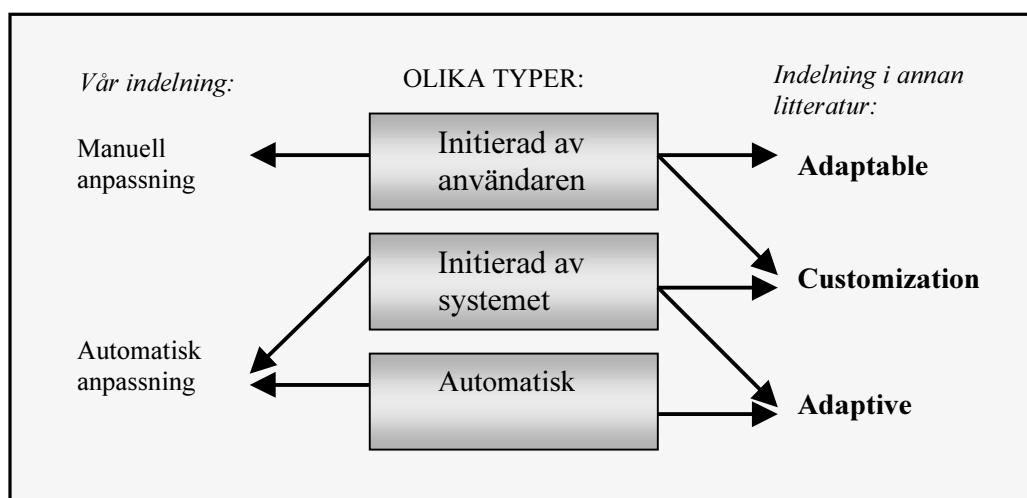 Vår indelning:
Manuell
anpassning
Automatisk
anpassning
OLIKA TYPER:
Initierad av
användaren
Initierad av
systemet
Automatisk
Indelning i annan
litteratur:
Adaptable
Customization
Adaptive